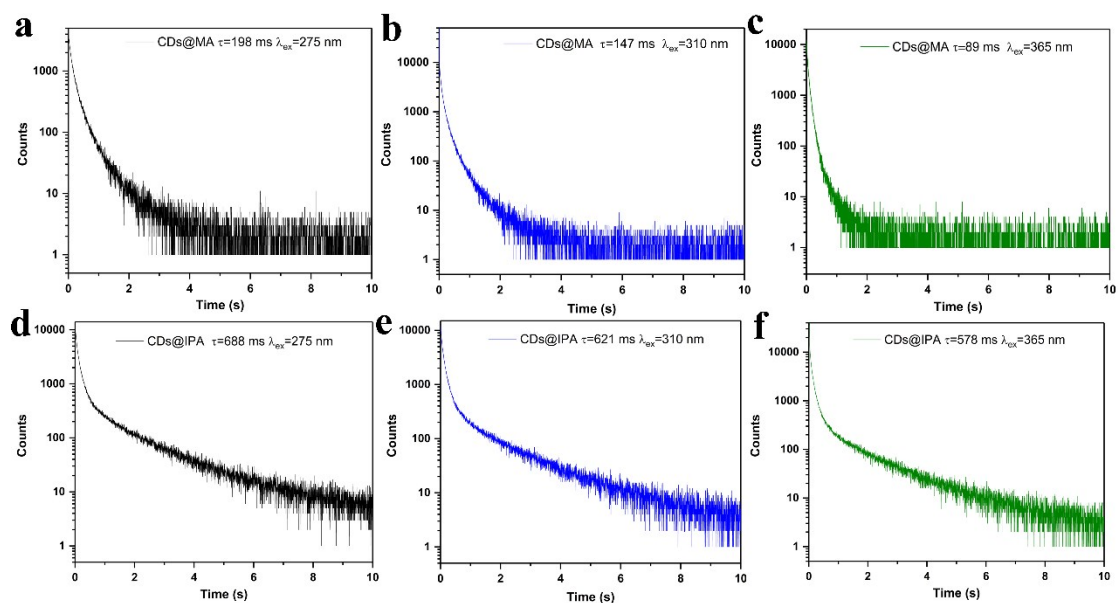 a
CDs@MA τ=198 ms λex=275 nm
1000
100
10
1
Counts
0 2 4 6 8 10
Time (s)
b
CDs@MA τ=147 ms λex=310 nm
10000
1000
100
10
1
Counts
0 2 4 6 8 10
Time (s)
c
CDs@MA τ=89 ms λex=365 nm
10000
1000
100
10
1
Counts
0 2 4 6 8 10
Time (s)
d
CDs@IPA τ=688 ms λex=275 nm
10000
1000
100
10
1
Counts
0 2 4 6 8 10
Time (s)
e
CDs@IPA τ=621 ms λex=310 nm
10000
1000
100
10
1
Counts
0 2 4 6 8 10
Time (s)
f
CDs@IPA τ=578 ms λex=365 nm
10000
1000
100
10
1
Counts
0 2 4 6 8 10
Time (s)